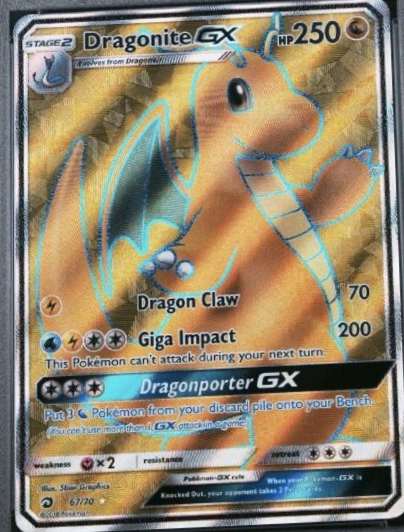 STAGE2 Dragonite GX HP250
Evolves from Dragonair
Dragon Claw 70
Giga Impact 200
This Pokémon can't attack during your next turn.
Dragonporter GX
Put 3 Pokémon from your discard pile onto your Bench.
(You can't use more than 1 GX attack in a game.)
weakness ×2 resistance retreat
Pokémon-GX rule When your Pokémon-GX is
Knocked Out, your opponent takes 2 Prize cards.
Illus. 5ban Graphics
67/70
©2018 Pokémon